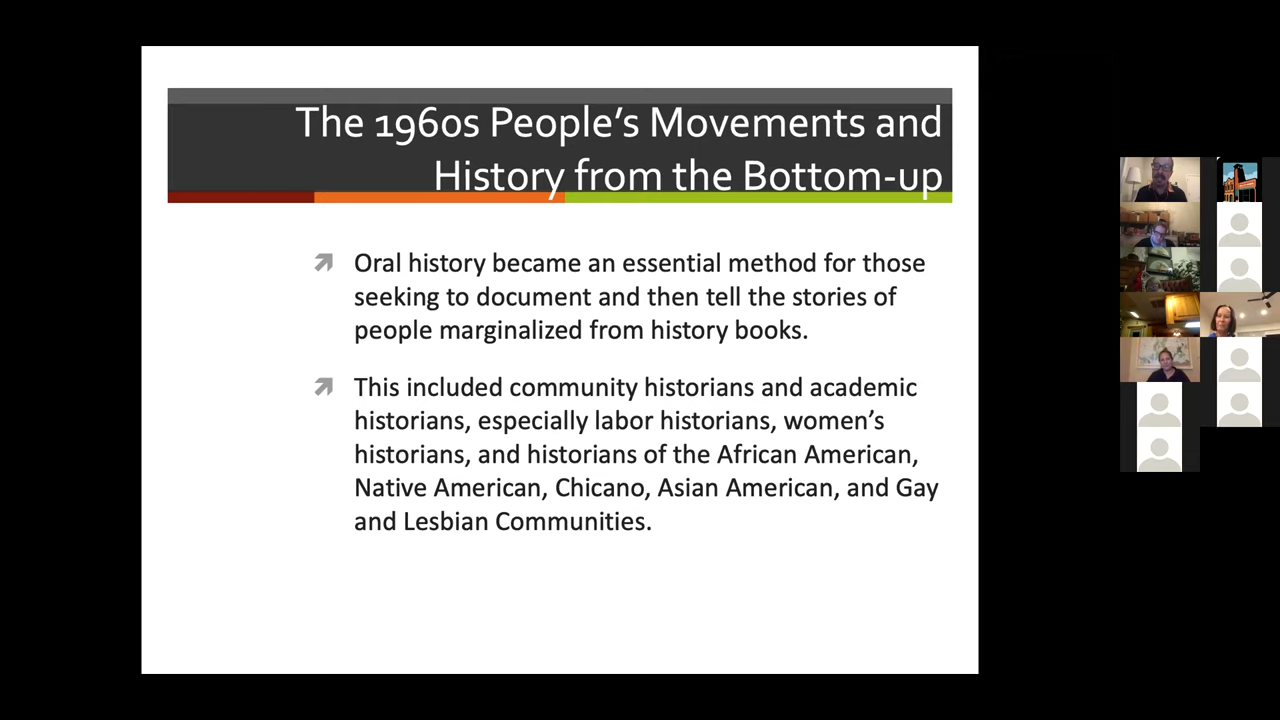 The 1960s People’s Movements and
History from the Bottom-up
Oral history became an essential method for those
seeking to document and then tell the stories of
people marginalized from history books.
This included community historians and academic
historians, especially labor historians, women’s
historians, and historians of the African American,
Native American, Chicano, Asian American, and Gay
and Lesbian Communities.